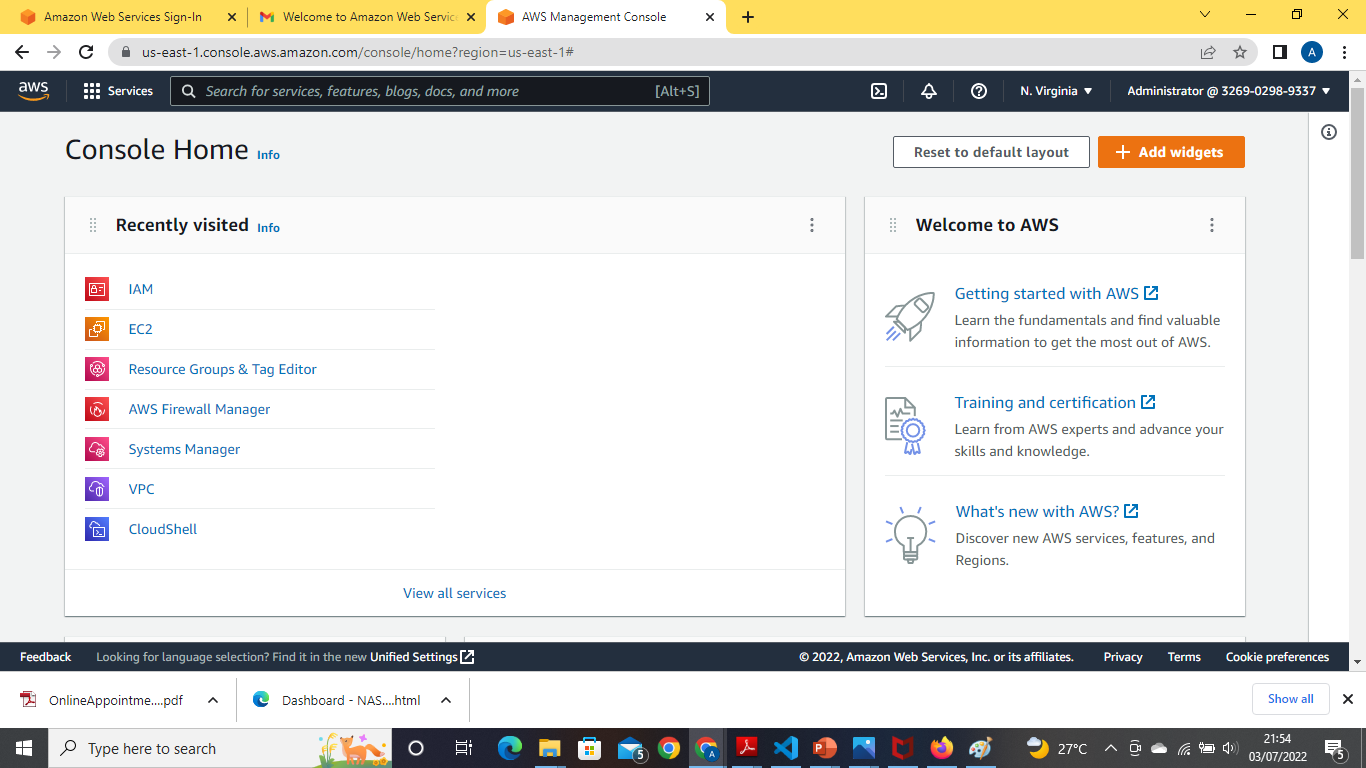 Amazon Web Services Sign-In
Welcome to Amazon Web Servic
AWS Management Console
us-east-1.console.aws.amazon.com/console/home?region=us-east-1#
A
aws
Services
Search for services, features, blogs, docs, and more
[Alt+S]
N. Virginia
Administrator @ 3269-0298-9337
Console Home Info
Reset to default layout
Add widgets
Recently visited Info
IAM
EC2
Resource Groups & Tag Editor
AWS Firewall Manager
Systems Manager
VPC
CloudShell
View all services
Welcome to AWS
Getting started with AWS
Learn the fundamentals and find valuable
information to get the most out of AWS.
Training and certification
Learn from AWS experts and advance your
skills and knowledge.
What's new with AWS?
Discover new AWS services, features, and
Regions.
Feedback
Looking for language selection? Find it in the new Unified Settings
© 2022, Amazon Web Services, Inc. or its affiliates.
Privacy
Terms
Cookie preferences
OnlineAppointme....pdf
Dashboard - NAS....html
Show all
Type here to search
5
A
27°C
21:54
03/07/2022
5